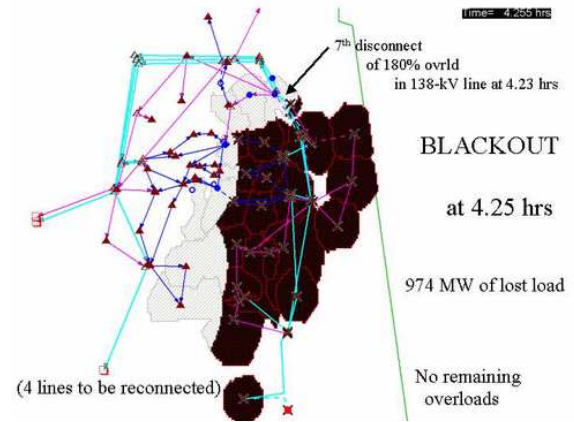 Time= 4.255 hrs
7th disconnect
of 180% ovrld
in 138-kV line at 4.23 hrs
BLACKOUT
at 4.25 hrs
974 MW of lost load
(4 lines to be reconnected)
No remaining
overloads